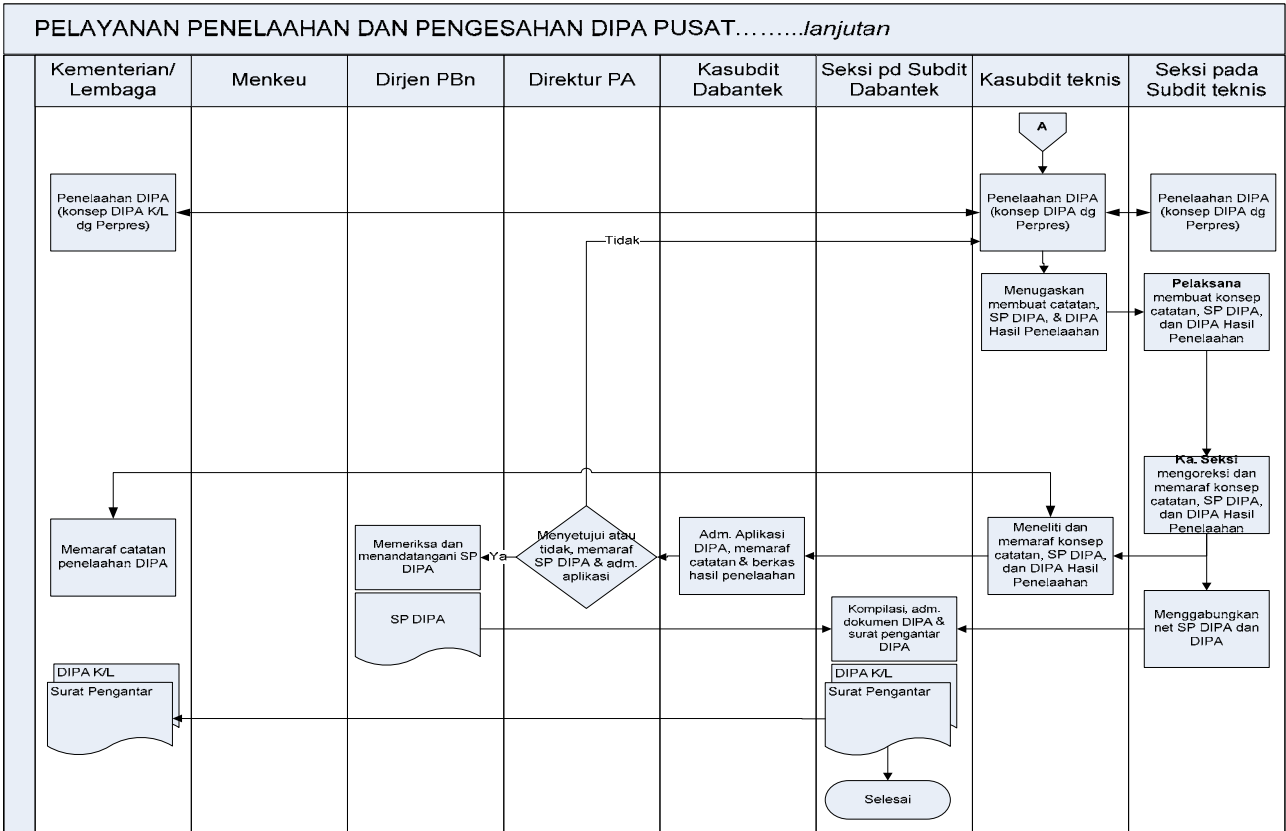 PELAYANAN PENELAAHAN DAN PENGESAHAN DIPA PUSAT.........lanjutan
Kementerian/
Lembaga
Menkeu
Dirjen PBn
Direktur PA
Kasubdit
Dabantek
Seksi pd Subdit
Dabantek
Kasubdit teknis
Seksi pada
Subdit teknis
A
Penelaahan DIPA
(konsep DIPA K/L
dg Perpres)
Penelaahan DIPA
(konsep DIPA dg
Perpres)
Penelaahan DIPA
(konsep DIPA dg
Perpres)
Tidak
Menugaskan
membuat catatan,
SP DIPA, & DIPA
Hasil Penelaahan
Pelaksana
membuat konsep
catatan, SP DIPA,
dan DIPA Hasil
Penelaahan
Ka. Seksi
mengoreksi dan
memaraf konsep
catatan, SP DIPA,
dan DIPA Hasil
Penelaahan
Memaraf catatan
penelaahan DIPA
Memeriksa dan
menandatangani SP
DIPA
Ya
Menyetujui atau
tidak, memaraf
SP DIPA & adm.
aplikasi
Adm. Aplikasi
DIPA, memaraf
catatan & berkas
hasil penelaahan
Meneliti dan
memaraf konsep
catatan, SP DIPA,
dan DIPA Hasil
Penelaahan
SP DIPA
Kompilasi, adm.
dokumen DIPA &
surat pengantar
DIPA
Menggabungkan
net SP DIPA dan
DIPA
DIPA K/L
Surat Pengantar
DIPA K/L
Surat Pengantar
Selesai